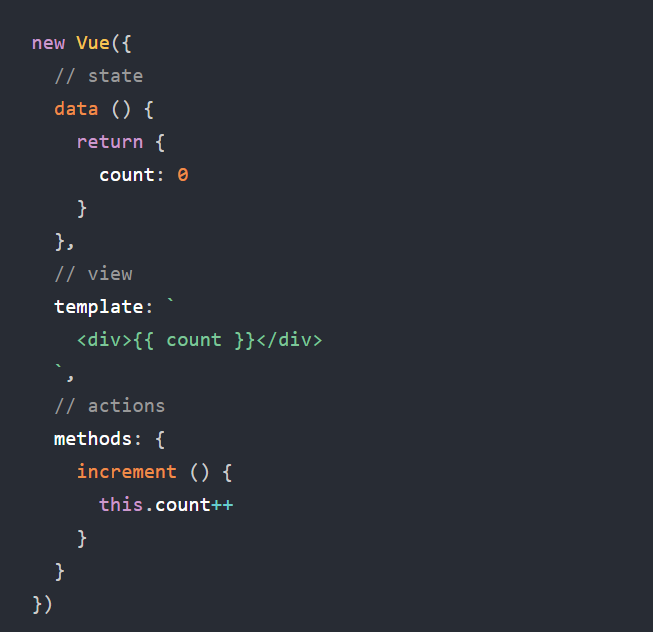 new Vue({
  // state
  data () {
    return {
      count: 0
    }
  },
  // view
  template: `
    <div>{{ count }}</div>
  `,
  // actions
  methods: {
    increment () {
      this.count++
    }
  }
})